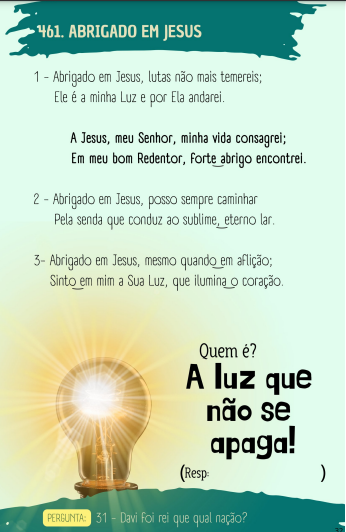 461. ABRIGADO EM JESUS
1 - Abrigado em Jesus, lutas não mais temereis;
Ele é a minha Luz e por Ela andarei.
A Jesus, meu Senhor, minha vida consagrei;
Em meu bom Redentor, forte abrigo encontrei.
2 - Abrigado em Jesus, posso sempre caminhar
Pela senda que conduz ao sublime, eterno lar.
3- Abrigado em Jesus, mesmo quando em aflição;
Sinto em mim a Sua Luz, que ilumina o coração.
Quem é?
A luz que
não se
apaga!
(Resp: )
PERGUNTA: 31 - Davi foi rei que qual nação?